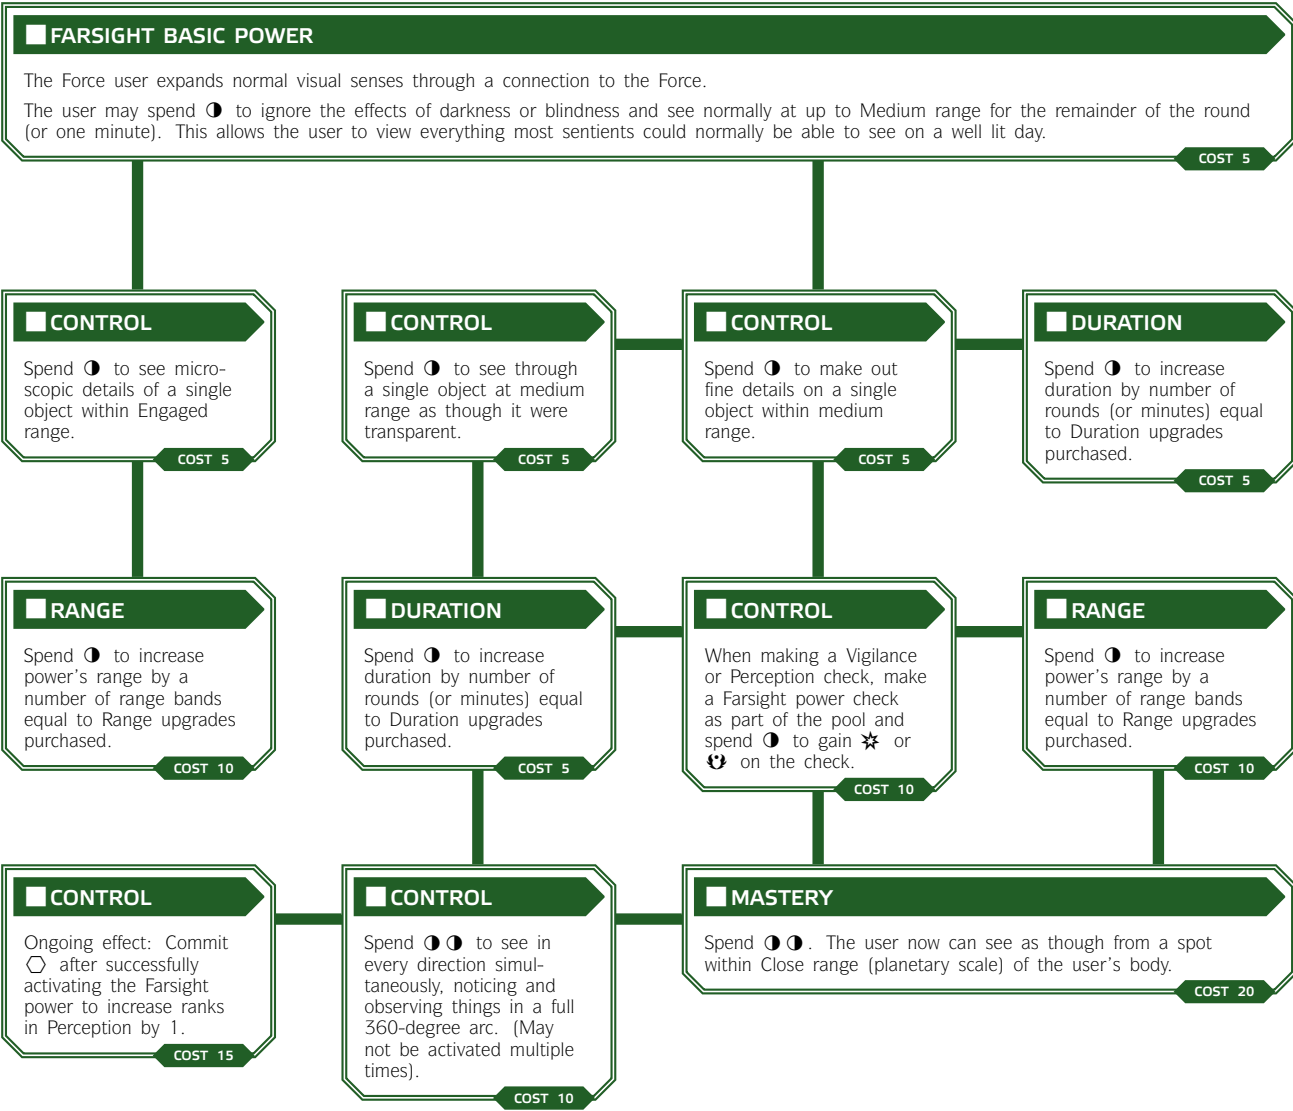 FARSIGHT BASIC POWER
The Force user expands normal visual senses through a connection to the Force.
The user may spend ◑ to ignore the effects of darkness or blindness and see normally at up to Medium range for the remainder of the round
(or one minute). This allows the user to view everything most sentients could normally be able to see on a well lit day.
COST 5
CONTROL
Spend ◑ to see micro-
scopic details of a single
object within Engaged
range.
COST 5
CONTROL
Spend ◑ to see through
a single object at medium
range as though it were
transparent.
COST 5
CONTROL
Spend ◑ to make out
fine details on a single
object within medium
range.
COST 5
DURATION
Spend ◑ to increase
duration by number of
rounds (or minutes) equal
to Duration upgrades
purchased.
COST 5
RANGE
Spend ◑ to increase
power's range by a
number of range bands
equal to Range upgrades
purchased.
COST 10
DURATION
Spend ◑ to increase
duration by number of
rounds (or minutes) equal
to Duration upgrades
purchased.
COST 5
CONTROL
When making a Vigilance
or Perception check, make
a Farsight power check
as part of the pool and
spend ◑ to gain or
on the check.
COST 10
RANGE
Spend ◑ to increase
power's range by a
number of range bands
equal to Range upgrades
purchased.
COST 10
CONTROL
Ongoing effect: Commit
⬡ after successfully
activating the Farsight
power to increase ranks
in Perception by 1.
COST 15
CONTROL
Spend ◑◑ to see in
every direction simul-
taneously, noticing and
observing things in a full
360-degree arc. (May
not be activated multiple
times).
COST 10
MASTERY
Spend ◑◑. The user now can see as though from a spot
within Close range (planetary scale) of the user's body.
COST 20